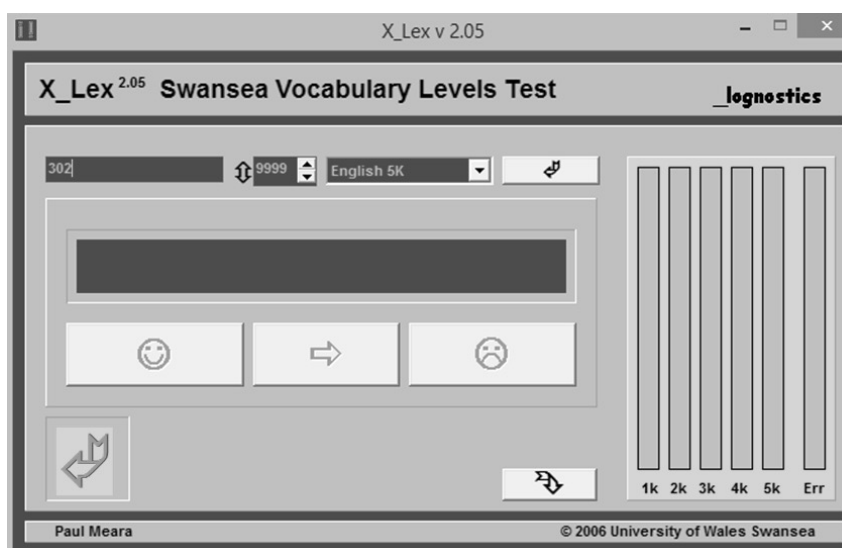 X_Lex v 2.05
X_Lex 2.05 Swansea Vocabulary Levels Test
_lognostics
302
9999
English 5K
1k 2k 3k 4k 5k Err
Paul Meara
© 2006 University of Wales Swansea